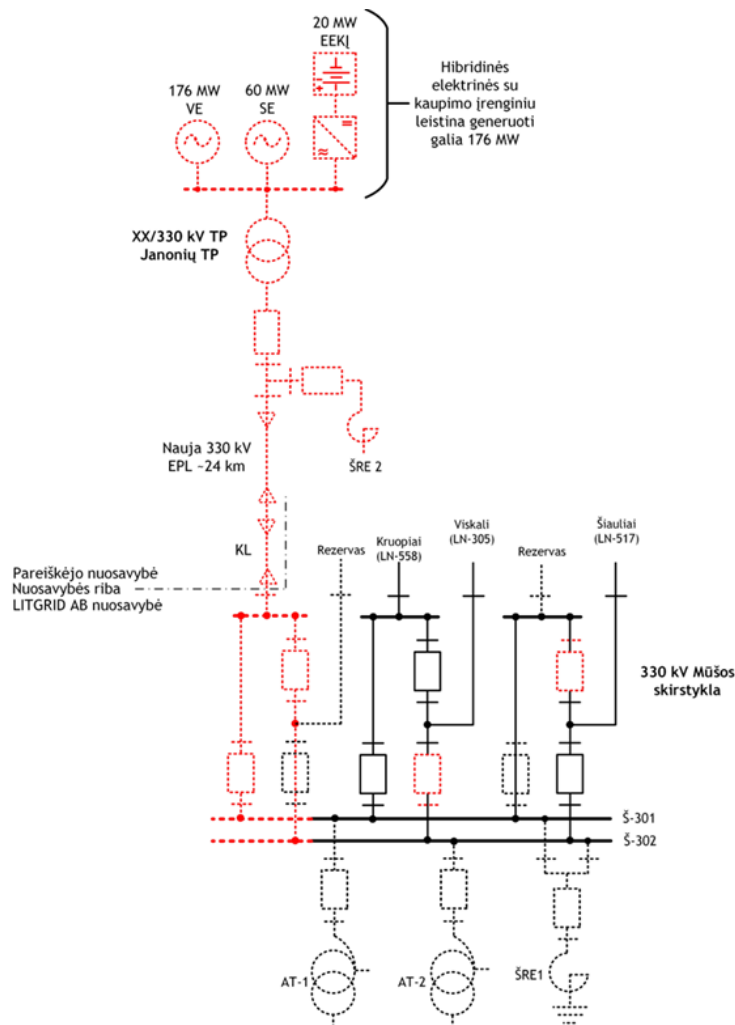 20 MW
EEKĮ
176 MW
VE
60 MW
SE
Hibridinės
elektrinės su
kaupimo įrenginiu
leistina generuoti
galia 176 MW
XX/330 kV TP
Janonių TP
ŠRE 2
Nauja 330 kV
EPL ~24 km
KL
Pareiškėjo nuosavybė
Nuosavybės riba
LITGRID AB nuosavybė
Rezervas
Kruopiai
(LN-558)
Viskali
(LN-305)
Rezervas
Šiauliai
(LN-517)
330 kV Mūšos
skirstykla
Š-301
Š-302
AT-1
AT-2
ŠRE1